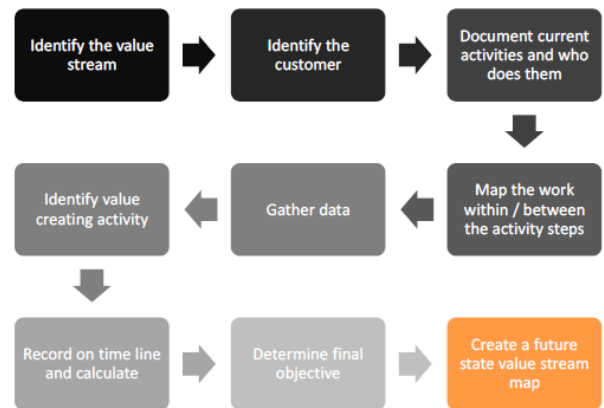 Identify the value
stream
Identify the
customer
Document current
activities and who
does them
Map the work
within / between
the activity steps
Gather data
Identify value
creating activity
Record on time line
and calculate
Determine final
objective
Create a future
state value stream
map